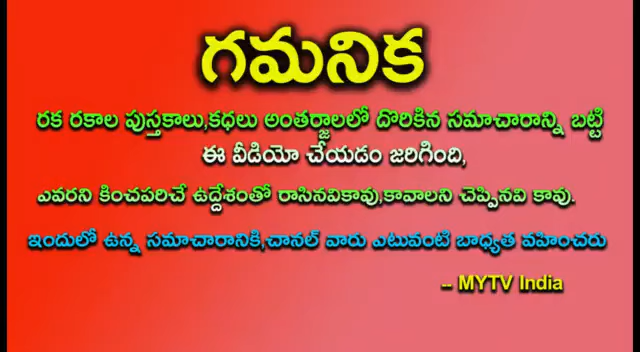 గమనిక
రక రకాల పుస్తకాలు,కధలు అంతర్జాలలో దొరికిన సమాచారాన్ని బట్టి
ఈ వీడియో చేయడం జరిగింది,
ఎవరని కించపరిచే ఉద్దేశంతో రాసినవికావు,కావాలని చెప్పినవి కావు.
ఇందులో ఉన్న సమాచారానికి,చానల్ వారు ఎటువంటి బాధ్యత వహించరు
-- MYTV India